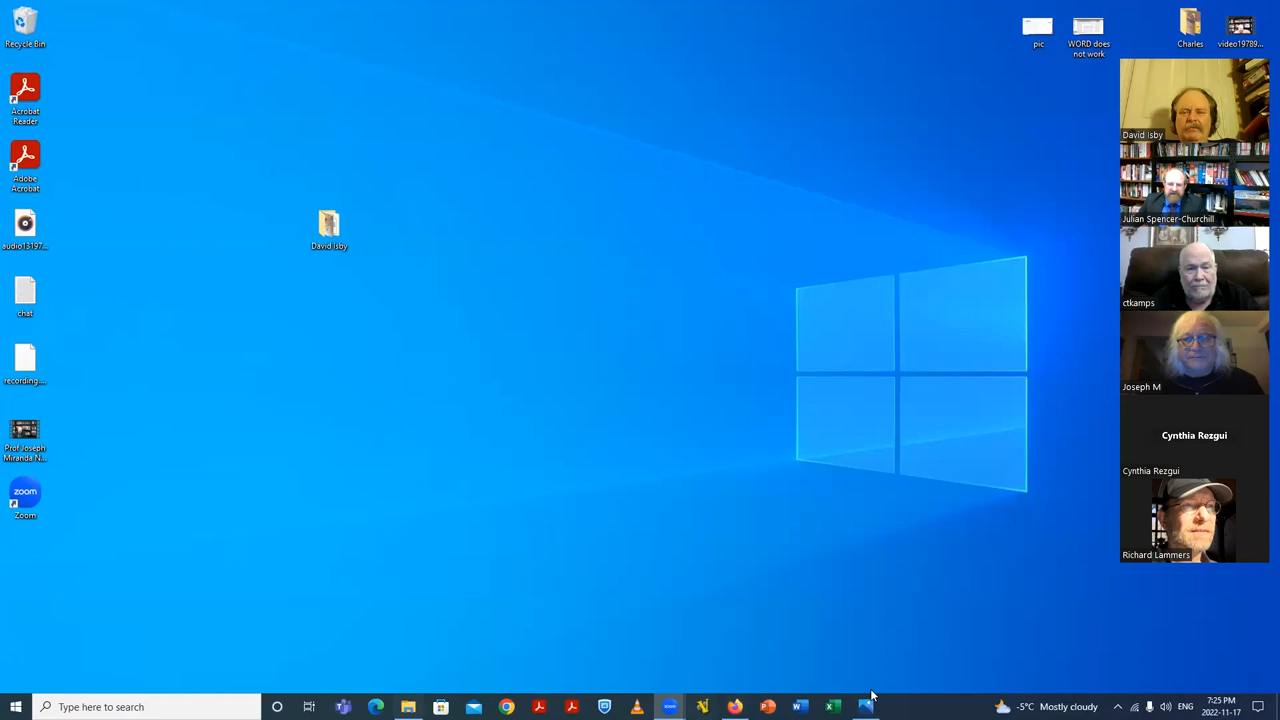 Recycle Bin
Acrobat
Reader
Adobe
Acrobat
audio13197...
chat
recording....
Prof Joseph
Miranda N...
zoom
Zoom
David Isby
pic
WORD does
not work
Charles
video19789...
David Isby
Julian Spencer-Churchill
ctkamps
Joseph M
Cynthia Rezgui
Cynthia Rezgui
Richard Lammers
Type here to search
zoom
-5°C Mostly cloudy
ENG
7:25 PM
2022-11-17